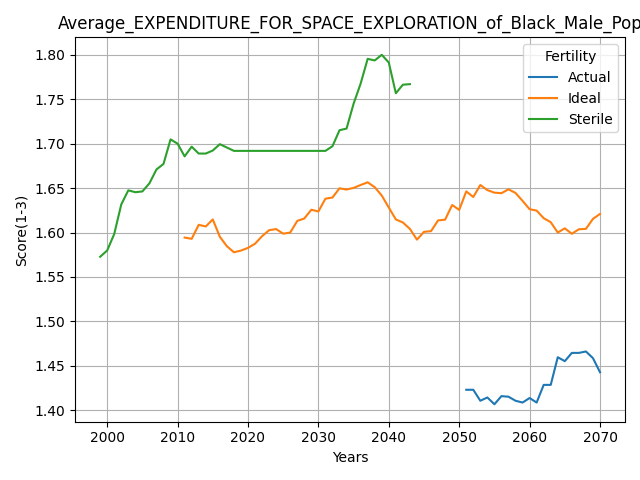 Average_EXPENDITURE_FOR_SPACE_EXPLORATION_of_Black_Male_Pop
Fertility
Actual
Ideal
Sterile
Score(1-3)
1.80
1.75
1.70
1.65
1.60
1.55
1.50
1.45
1.40
2000 2010 2020 2030 2040 2050 2060 2070
Years